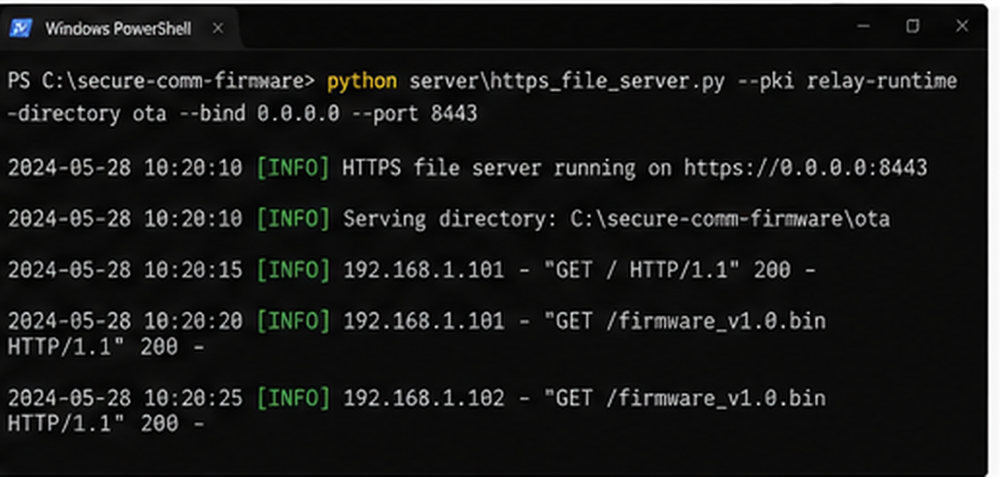 Windows PowerShell
PS C:\secure-comm-firmware> python server\https_file_server.py --pki relay-runtime
-directory ota --bind 0.0.0.0 --port 8443
2024-05-28 10:20:10 [INFO] HTTPS file server running on https://0.0.0.0:8443
2024-05-28 10:20:10 [INFO] Serving directory: C:\secure-comm-firmware\ota
2024-05-28 10:20:15 [INFO] 192.168.1.101 - "GET / HTTP/1.1" 200 -
2024-05-28 10:20:20 [INFO] 192.168.1.101 - "GET /firmware_v1.0.bin
HTTP/1.1" 200 -
2024-05-28 10:20:25 [INFO] 192.168.1.102 - "GET /firmware_v1.0.bin
HTTP/1.1" 200 -